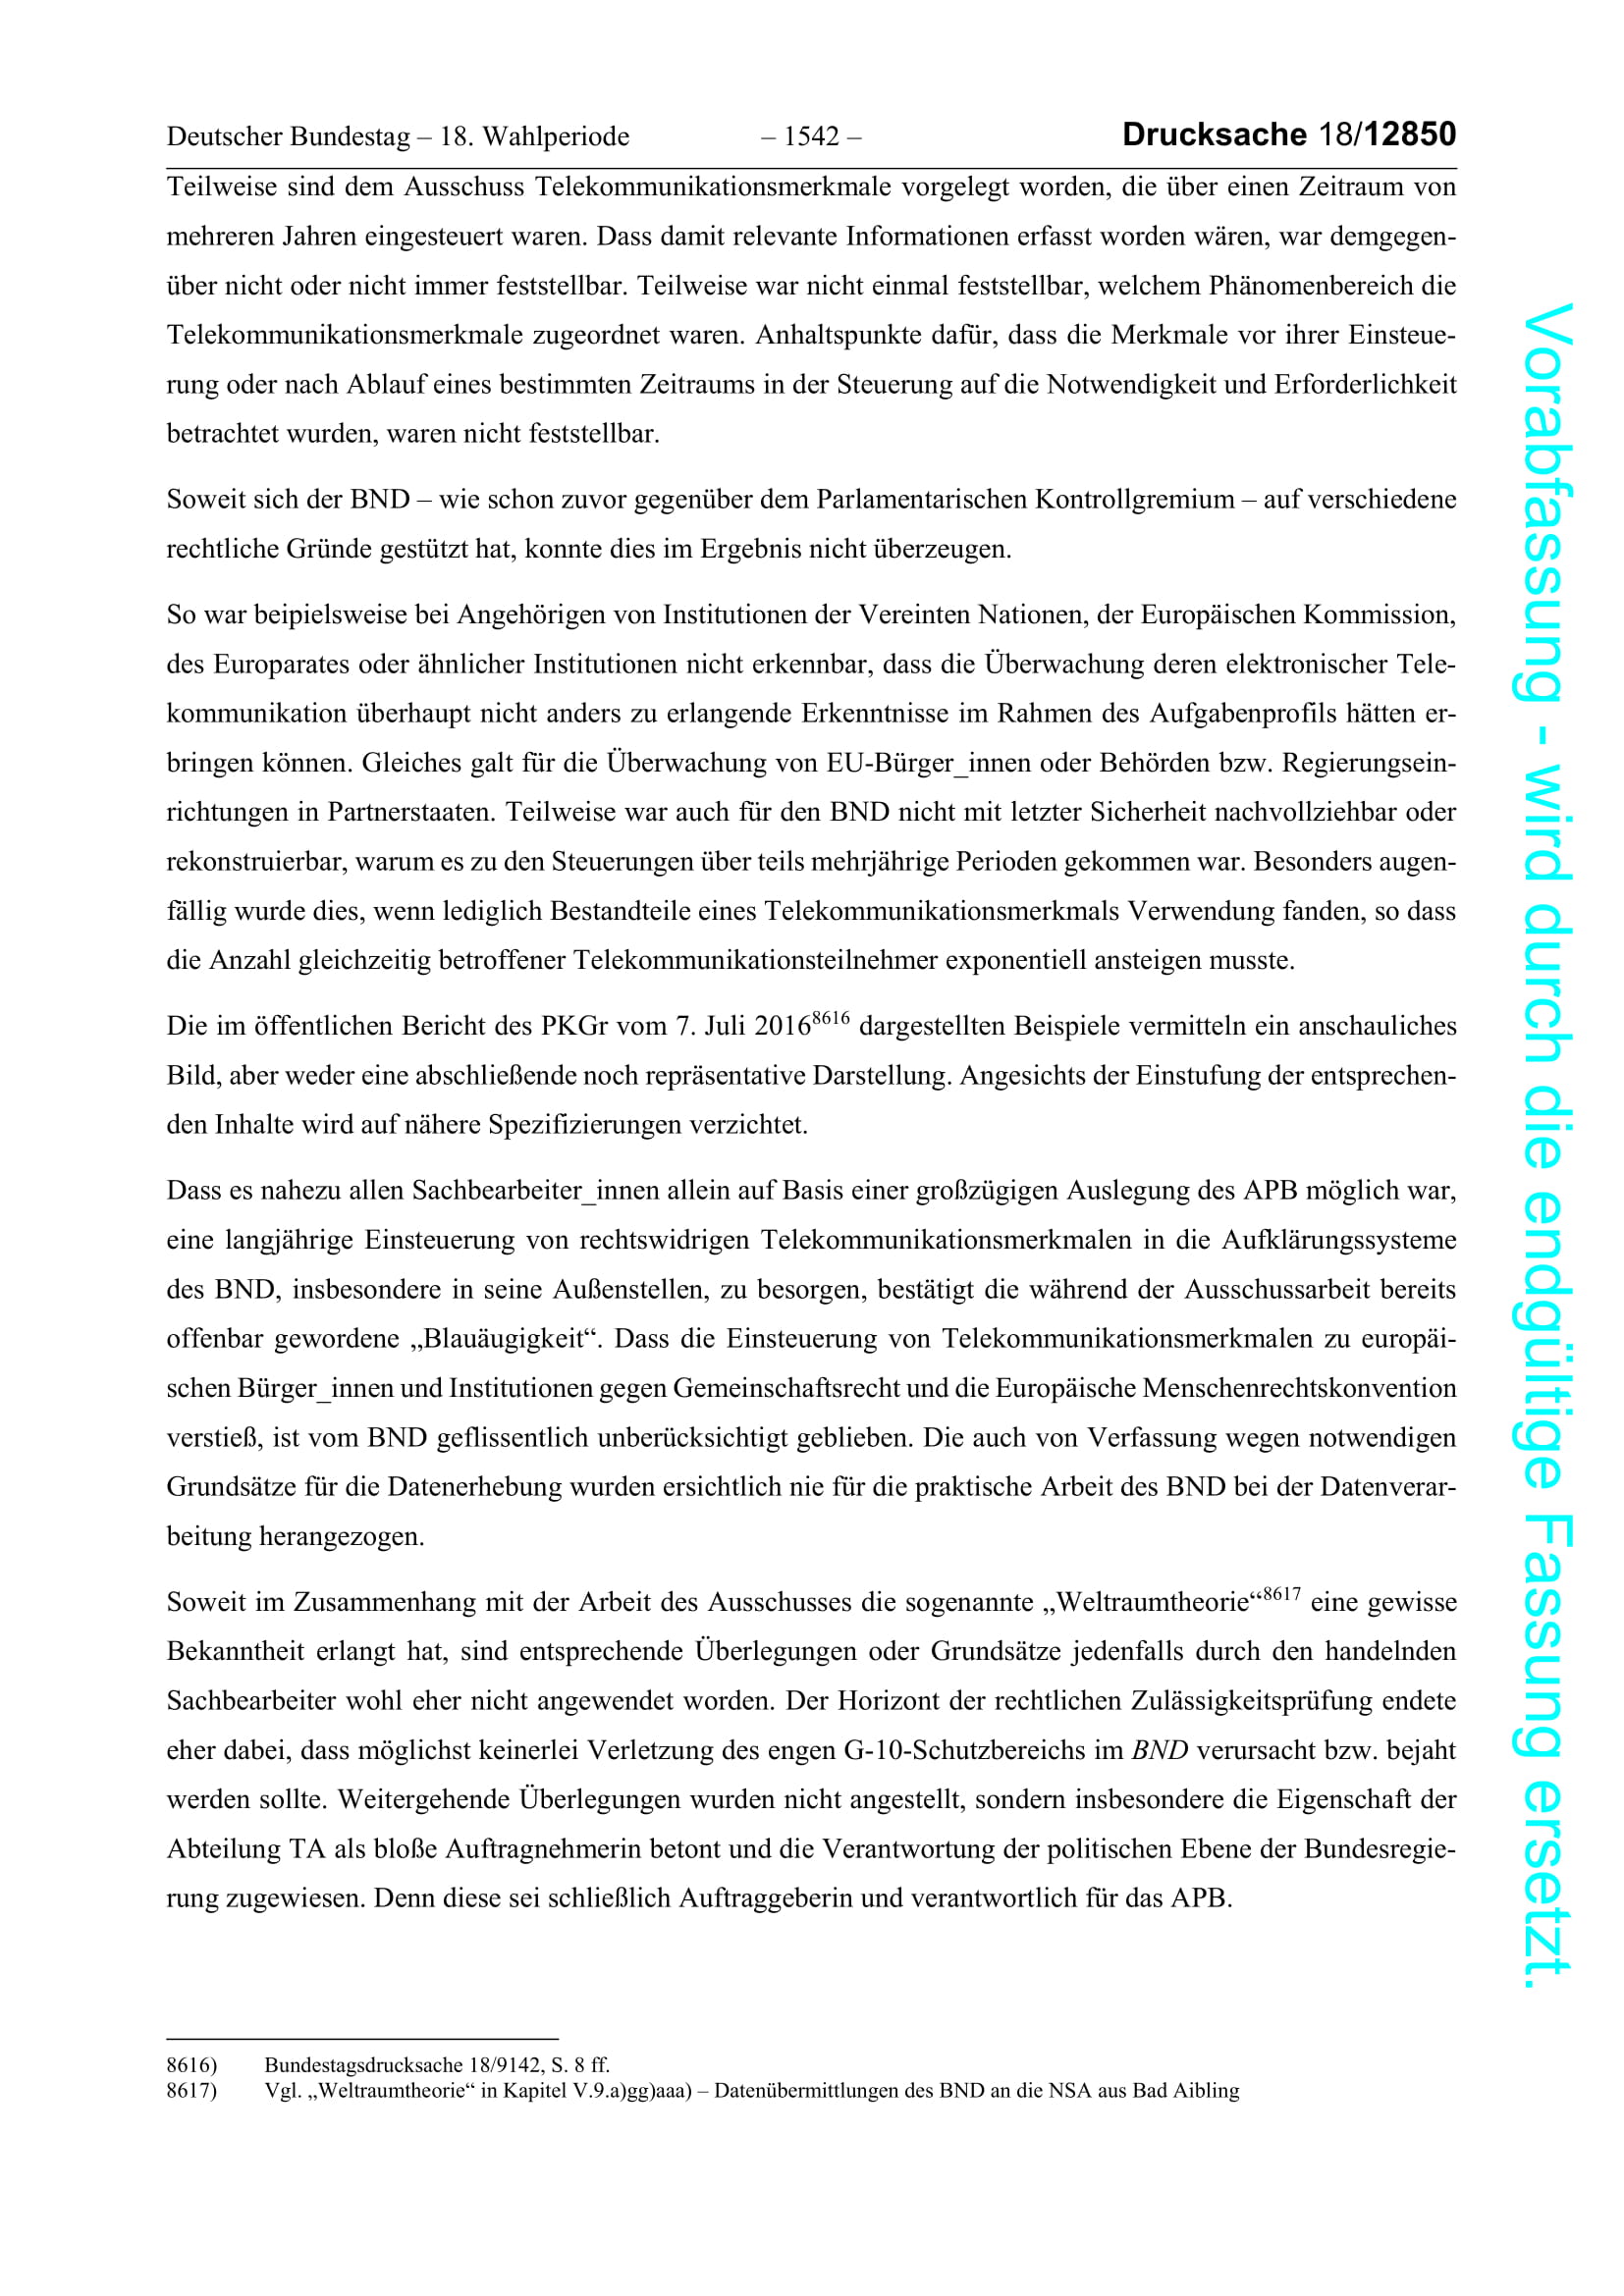 Deutscher Bundestag – 18. Wahlperiode – 1542 – Drucksache 18/12850
Teilweise sind dem Ausschuss Telekommunikationsmerkmale vorgelegt worden, die über einen Zeitraum von
mehreren Jahren eingesteuert waren. Dass damit relevante Informationen erfasst worden wären, war demgegen-
über nicht oder nicht immer feststellbar. Teilweise war nicht einmal feststellbar, welchem Phänomenbereich die
Telekommunikationsmerkmale zugeordnet waren. Anhaltspunkte dafür, dass die Merkmale vor ihrer Einsteue-
rung oder nach Ablauf eines bestimmten Zeitraums in der Steuerung auf die Notwendigkeit und Erforderlichkeit
betrachtet wurden, waren nicht feststellbar.
Soweit sich der BND – wie schon zuvor gegenüber dem Parlamentarischen Kontrollgremium – auf verschiedene
rechtliche Gründe gestützt hat, konnte dies im Ergebnis nicht überzeugen.
So war beipielsweise bei Angehörigen von Institutionen der Vereinten Nationen, der Europäischen Kommission,
des Europarates oder ähnlicher Institutionen nicht erkennbar, dass die Überwachung deren elektronischer Tele-
kommunikation überhaupt nicht anders zu erlangende Erkenntnisse im Rahmen des Aufgabenprofils hätten er-
bringen können. Gleiches galt für die Überwachung von EU-Bürger_innen oder Behörden bzw. Regierungsein-
richtungen in Partnerstaaten. Teilweise war auch für den BND nicht mit letzter Sicherheit nachvollziehbar oder
rekonstruierbar, warum es zu den Steuerungen über teils mehrjährige Perioden gekommen war. Besonders augen-
fällig wurde dies, wenn lediglich Bestandteile eines Telekommunikationsmerkmals Verwendung fanden, so dass
die Anzahl gleichzeitig betroffener Telekommunikationsteilnehmer exponentiell ansteigen musste.
Die im öffentlichen Bericht des PKGr vom 7. Juli 2016⁸⁶¹⁶ dargestellten Beispiele vermitteln ein anschauliches
Bild, aber weder eine abschließende noch repräsentative Darstellung. Angesichts der Einstufung der entsprechen-
den Inhalte wird auf nähere Spezifizierungen verzichtet.
Dass es nahezu allen Sachbearbeiter_innen allein auf Basis einer großzügigen Auslegung des APB möglich war,
eine langjährige Einsteuerung von rechtswidrigen Telekommunikationsmerkmalen in die Aufklärungssysteme
des BND, insbesondere in seine Außenstellen, zu besorgen, bestätigt die während der Ausschussarbeit bereits
offenbar gewordene „Blauäugigkeit“. Dass die Einsteuerung von Telekommunikationsmerkmalen zu europäi-
schen Bürger_innen und Institutionen gegen Gemeinschaftsrecht und die Europäische Menschenrechtskonvention
verstieß, ist vom BND geflissentlich unberücksichtigt geblieben. Die auch von Verfassung wegen notwendigen
Grundsätze für die Datenerhebung wurden ersichtlich nie für die praktische Arbeit des BND bei der Datenverar-
beitung herangezogen.
Soweit im Zusammenhang mit der Arbeit des Ausschusses die sogenannte „Weltraumtheorie“⁸⁶¹⁷ eine gewisse
Bekanntheit erlangt hat, sind entsprechende Überlegungen oder Grundsätze jedenfalls durch den handelnden
Sachbearbeiter wohl eher nicht angewendet worden. Der Horizont der rechtlichen Zulässigkeitsprüfung endete
eher dabei, dass möglichst keinerlei Verletzung des engen G-10-Schutzbereichs im BND verursacht bzw. bejaht
werden sollte. Weitergehende Überlegungen wurden nicht angestellt, sondern insbesondere die Eigenschaft der
Abteilung TA als bloße Auftragnehmerin betont und die Verantwortung der politischen Ebene der Bundesregie-
rung zugewiesen. Denn diese sei schließlich Auftraggeberin und verantwortlich für das APB.
8616) Bundestagsdrucksache 18/9142, S. 8 ff.
8617) Vgl. „Weltraumtheorie“ in Kapitel V.9.a)gg)aaa) – Datenübermittlungen des BND an die NSA aus Bad Aibling
Vorabfassung - wird durch die endgültige Fassung ersetzt.